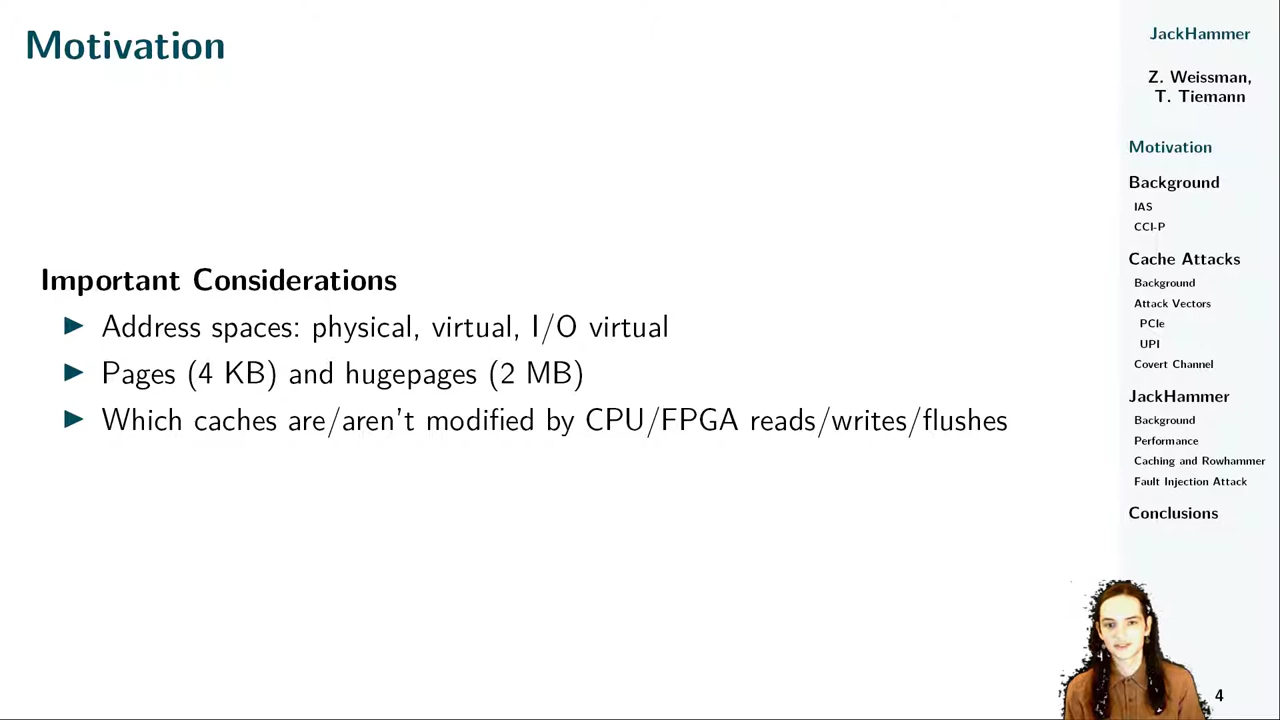 Motivation
Important Considerations
Address spaces: physical, virtual, I/O virtual
Pages (4 KB) and hugepages (2 MB)
Which caches are/aren't modified by CPU/FPGA reads/writes/flushes
JackHammer
Z. Weissman,
T. Tiemann
Motivation
Background
IAS
CCI-P
Cache Attacks
Background
Attack Vectors
PCIe
UPI
Covert Channel
JackHammer
Background
Performance
Caching and Rowhammer
Fault Injection Attack
Conclusions
4